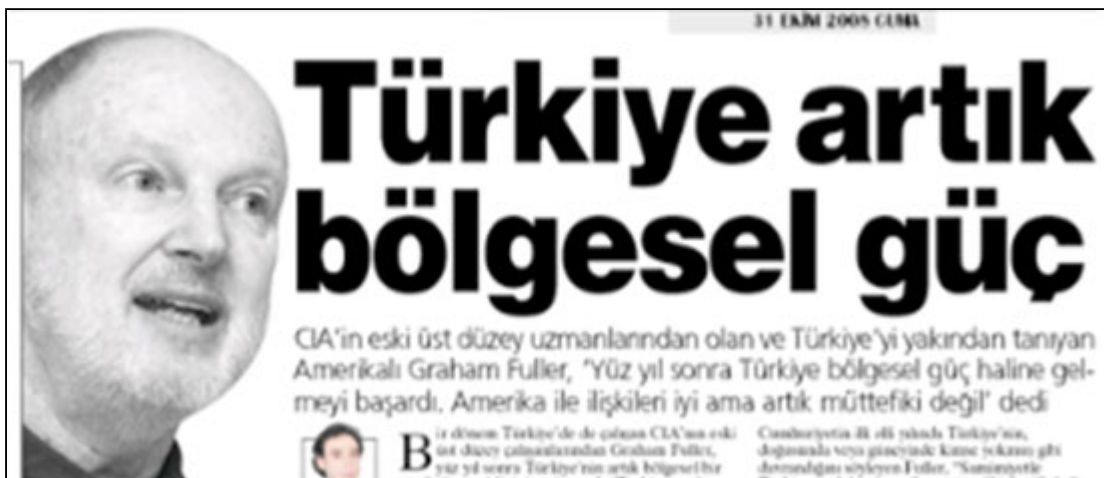 31 EKİM 2008 CUMA
Türkiye artık
bölgesel güç
CIA'in eski üst düzey uzmanlarından olan ve Türkiye'yi yakından tanıyan
Amerikalı Graham Fuller, 'Yüz yıl sonra Türkiye bölgesel güç haline gel-
meyi başardı. Amerika ile ilişkileri iyi ama artık müttefiki değil' dedi
Bir dönem Türkiye'de de çalışan CIA'nın eski
üst düzey çalışanlarından Graham Fuller,
yüz yıl sonra Türkiye'nin artık bölgesel bir
Cumhuriyetin ilk elli yılında Türkiye'nin,
doğusunda veya güneyinde kimse yokmuş gibi
davrandığını söyleyen Fuller, "Samimiyetle